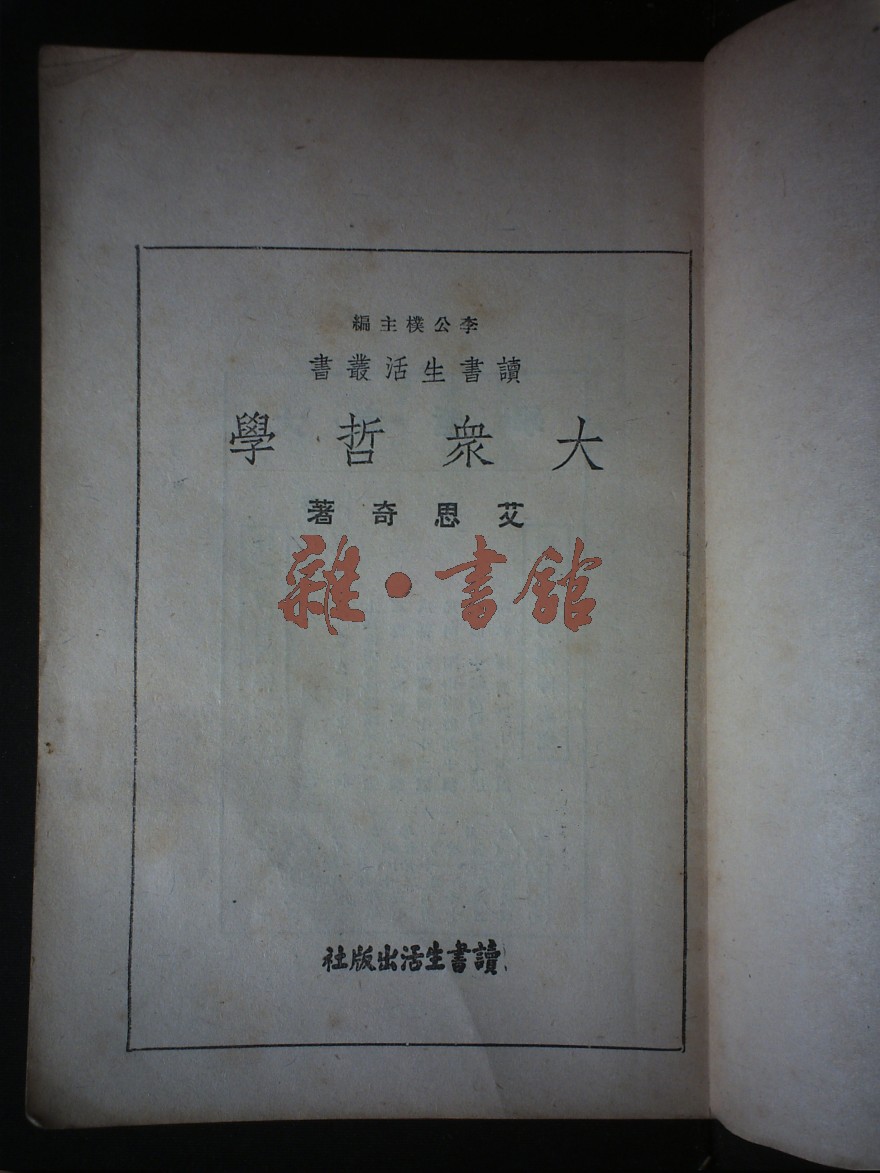 李公樸主編
讀書生活叢書
大衆哲學
艾思奇著
雜·書館
讀書生活出版社